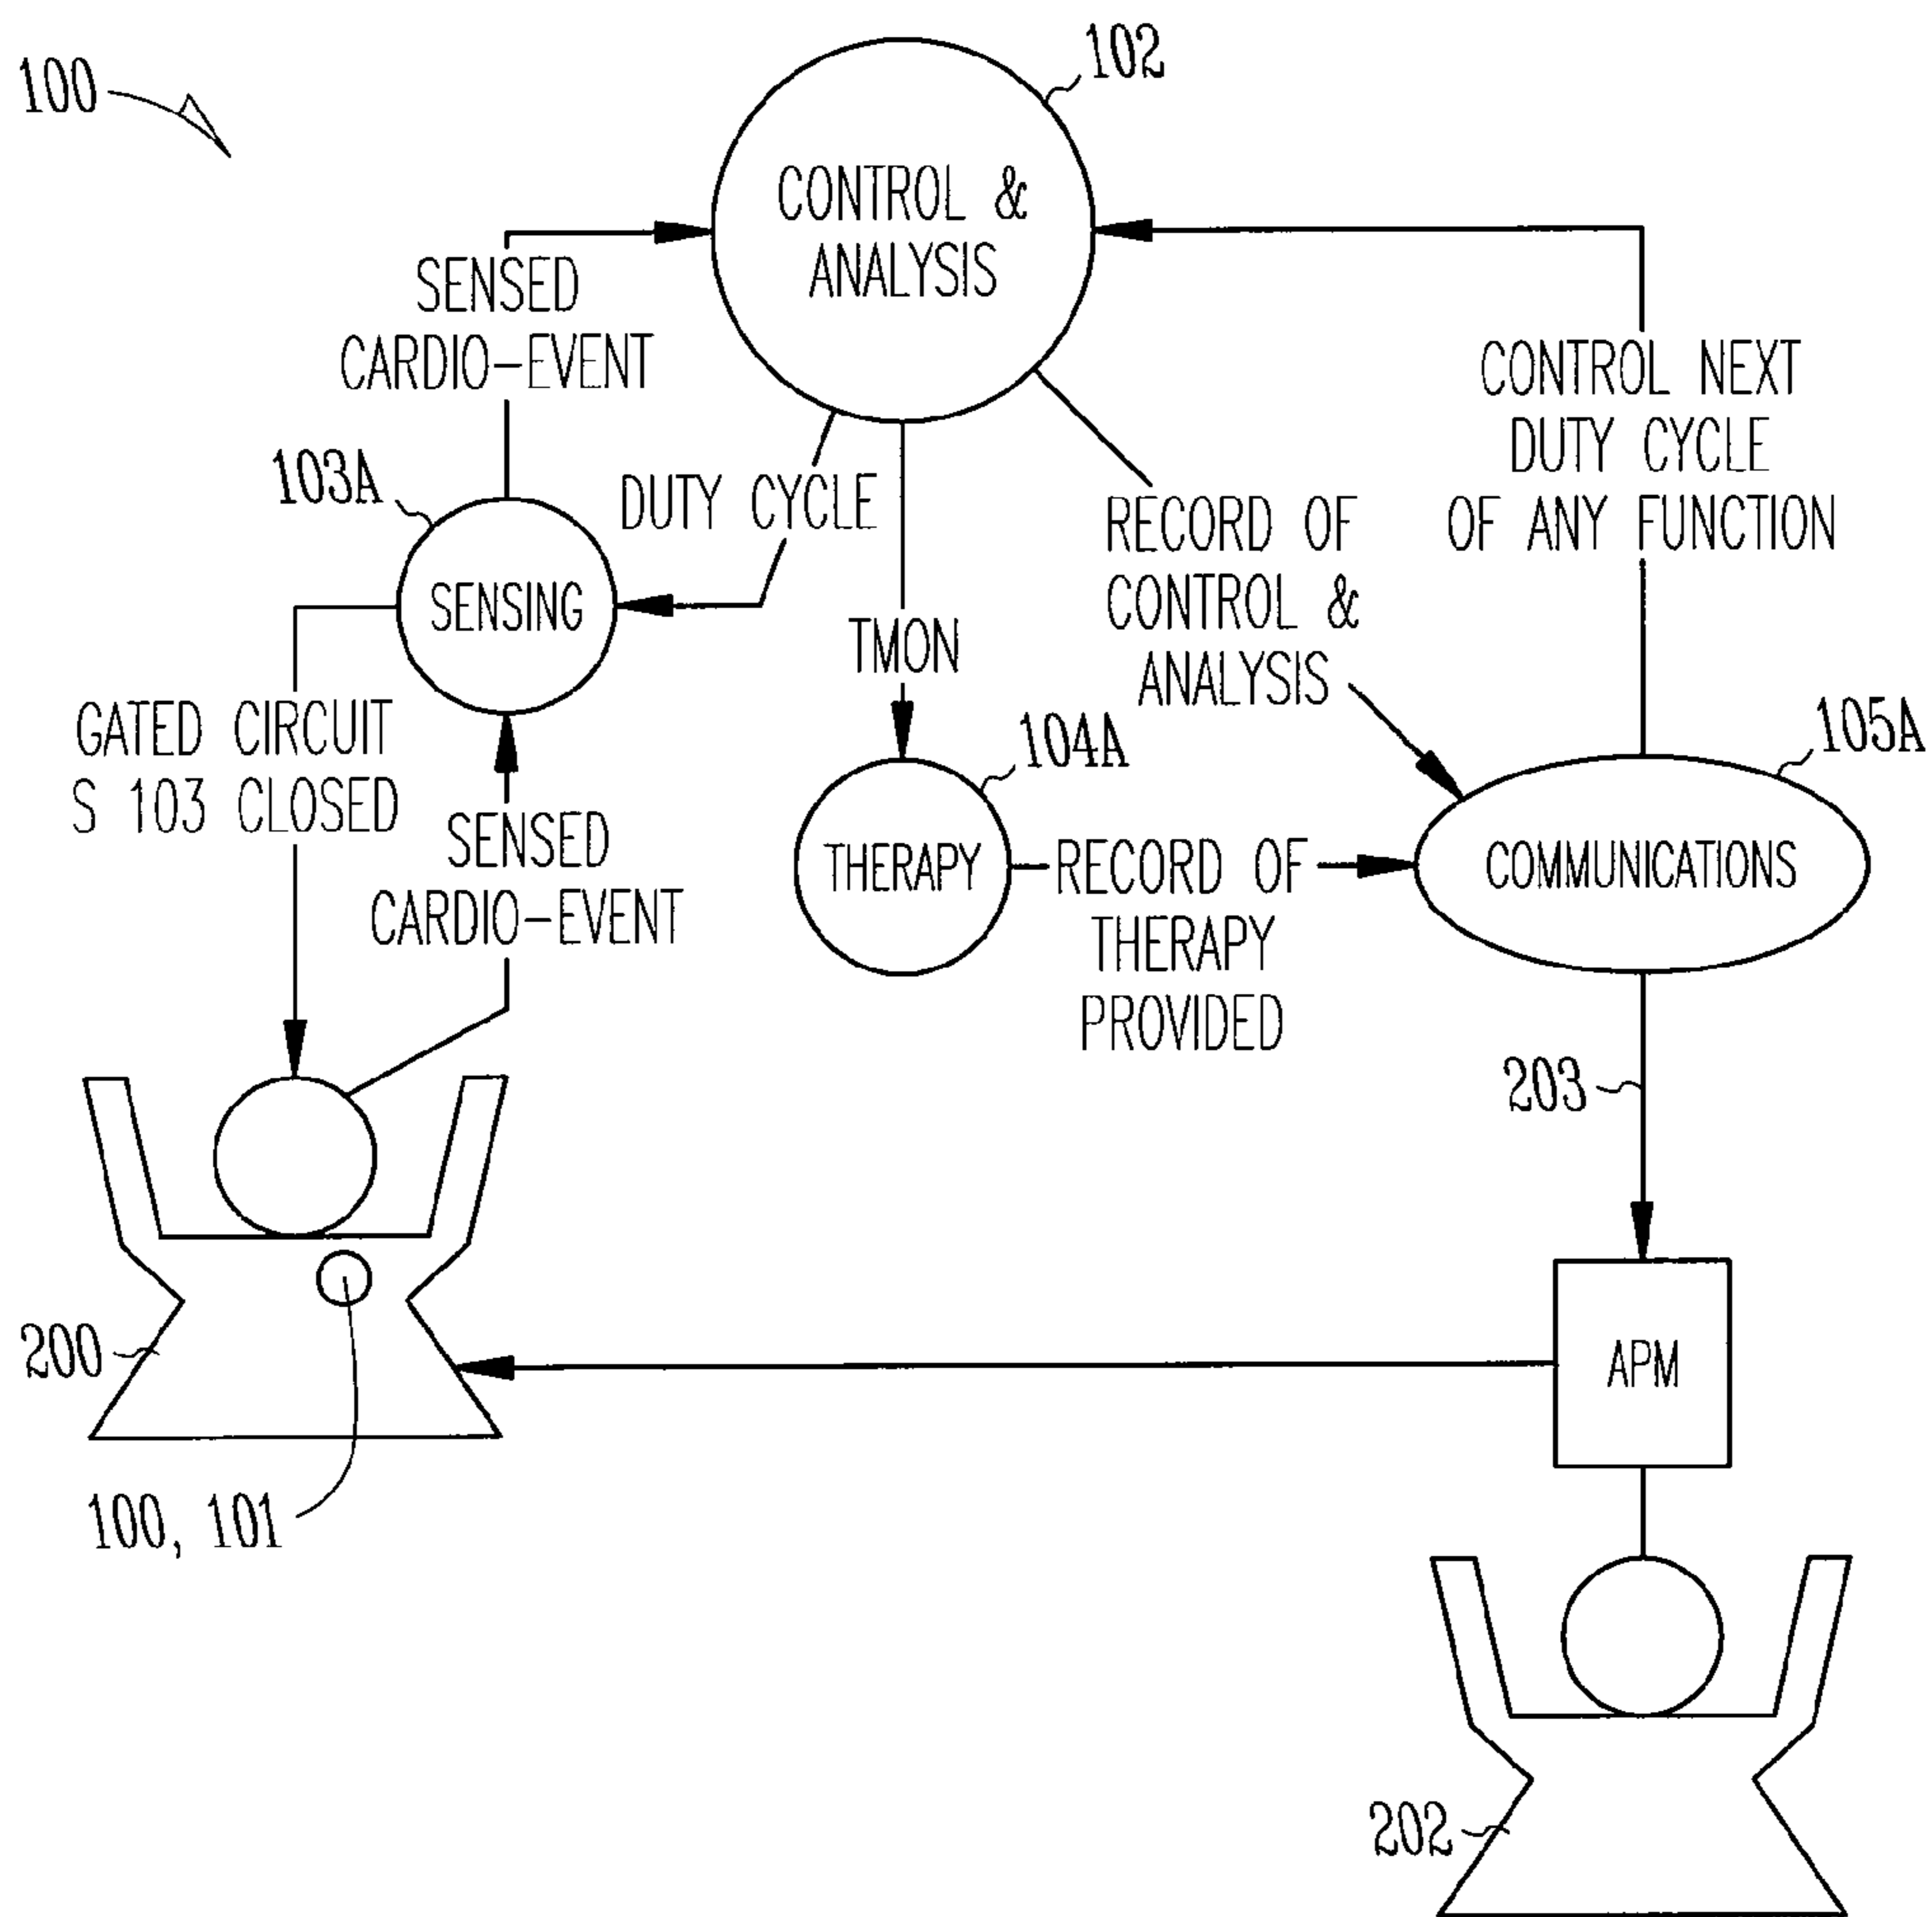 100
102
CONTROL &
ANALYSIS
SENSED
CARDIO-EVENT
CONTROL NEXT
DUTY CYCLE
OF ANY FUNCTION
103A
DUTY CYCLE
RECORD OF
CONTROL &
ANALYSIS
SENSING
TMON
GATED CIRCUIT
S 103 CLOSED
104A
105A
SENSED
CARDIO-EVENT
THERAPY
RECORD OF
THERAPY
PROVIDED
COMMUNICATIONS
203
200
APM
100, 101
202